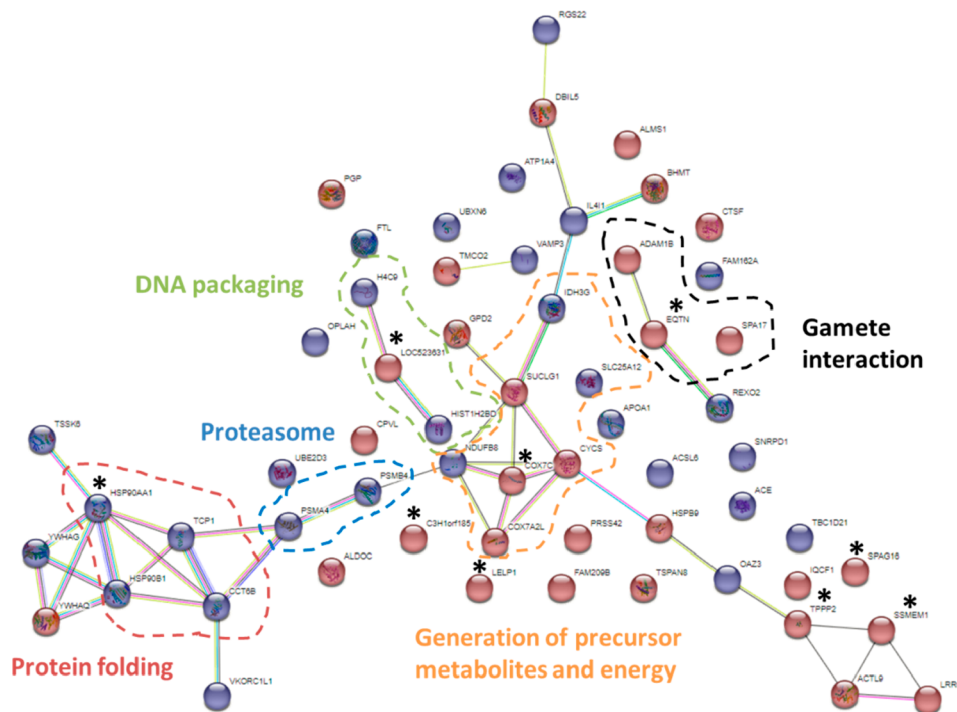 RGS22
DBIL5
ALMS1
ATP1A4
BHMT
PGP
IL4I1
CTSF
UBXN6
FTL
VAMP3
ADAM1B
TMCO2
FAM162A
DNA packaging
H4C9
IDH3G
*
EQTN
SPA17
Gamete
interaction
OPLAH
*
GPD2
LOC523631
SUCLG1
SLC25A12
REXO2
HIST1H2BD
APOA1
TSSK6
Proteasome
CPVL
NDUFB8
*
COX7C
CYCS
SNRPD1
UBE2D3
PSMB4
ACSL6
*
HSP90AA1
ACE
PSMA4
TCP1
*
C3H1orf185
COX7A2L
PRSS42
HSPB9
TBC1D21
YWHAG
ALDOC
*
SPAG16
HSP90B1
*
LELP1
FAM209B
TSPAN8
OAZ3
IQCF1
YWHAQ
CCT6B
*
TPPP2
*
SSMEM1
Generation of precursor
metabolites and energy
Protein folding
VKORC1L1
ACTL9
LRR